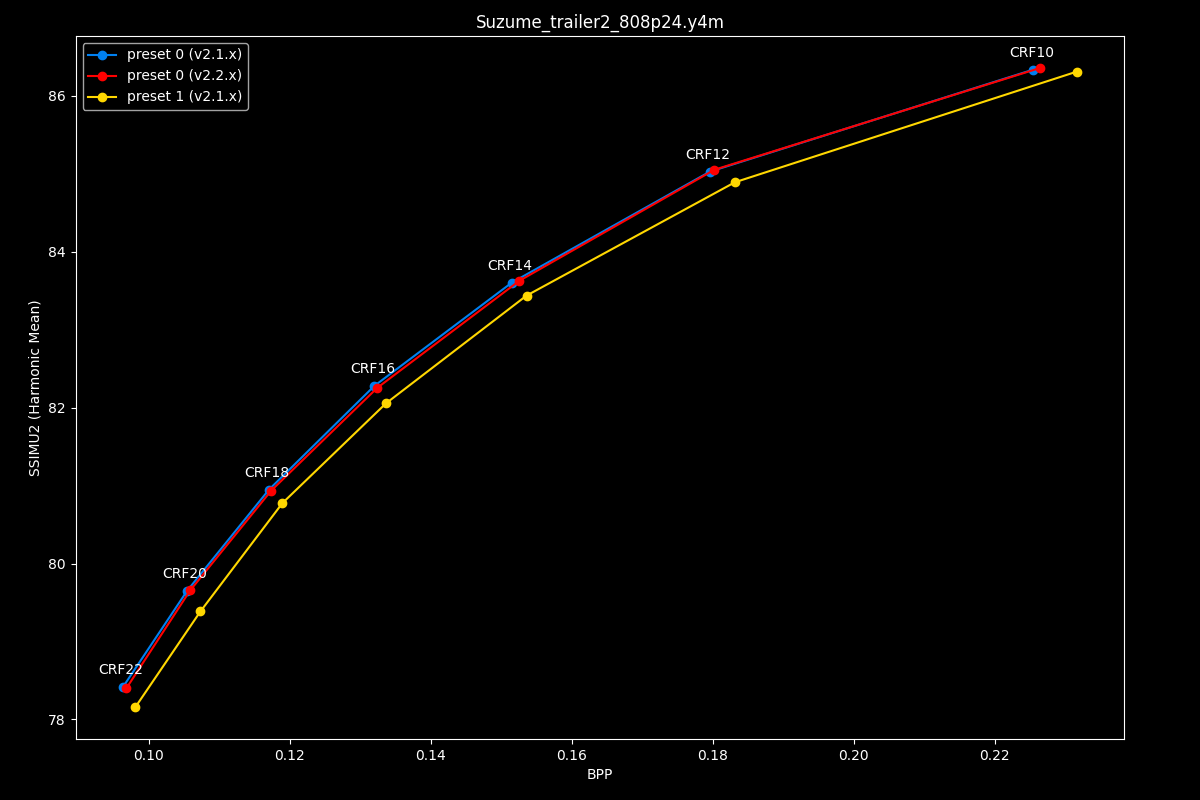 Suzume_trailer2_808p24.y4m
preset 0 (v2.1.x)
preset 0 (v2.2.x)
preset 1 (v2.1.x)
CRF10
CRF12
CRF14
CRF16
CRF18
CRF20
CRF22
86
84
82
80
78
SSIMU2 (Harmonic Mean)
0.10 0.12 0.14 0.16 0.18 0.20 0.22
BPP